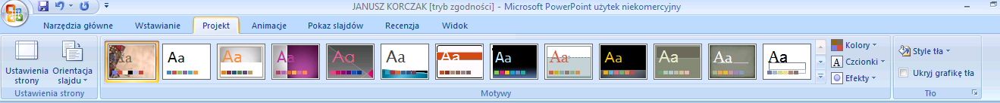 JANUSZ KORCZAK [tryb zgodności] - Microsoft PowerPoint użytek niekomercyjny
Narzędzia główne Wstawianie Projekt Animacje Pokaz slajdów Recenzja Widok
Ustawienia strony
Orientacja slajdu
Aa Aa Aa Aa Aa Aa Aa Aa Aa Aa Aa Aa Aa
Kolory
Czcionki
Efekty
Style tła
Ukryj grafikę tła
Ustawienia strony Motywy Tło